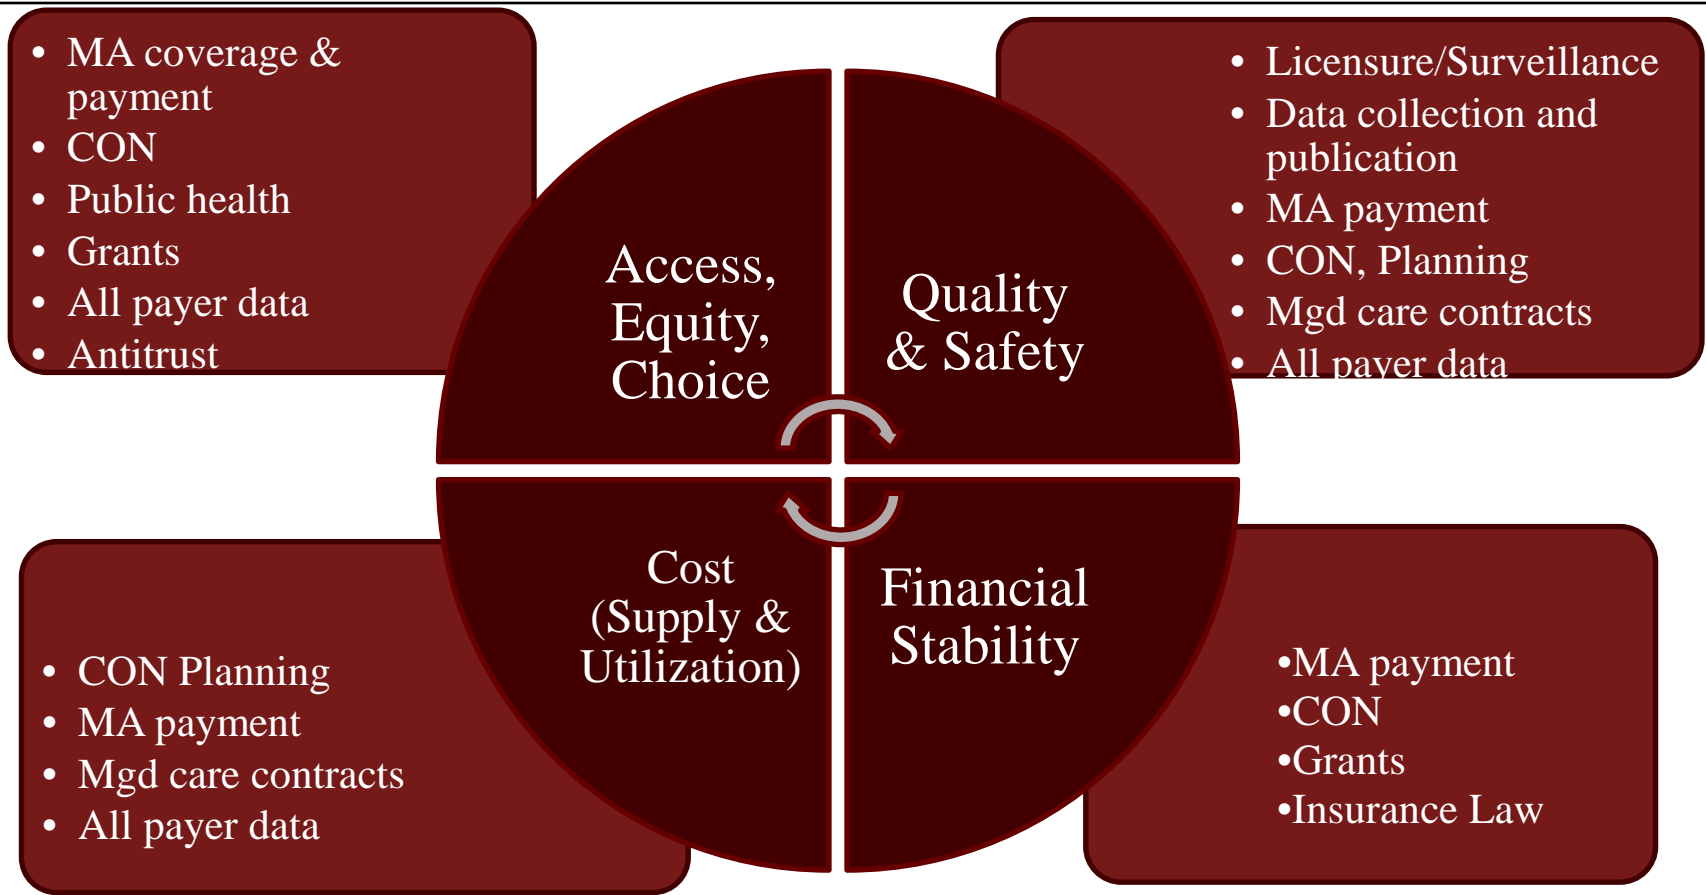 • MA coverage &
payment
• CON
• Public health
• Grants
• All payer data
• Antitrust
• Licensure/Surveillance
• Data collection and
publication
• MA payment
• CON, Planning
• Mgd care contracts
• All payer data
Access,
Equity,
Choice
Quality
& Safety
Cost
(Supply &
Utilization)
Financial
Stability
• CON Planning
• MA payment
• Mgd care contracts
• All payer data
•MA payment
•CON
•Grants
•Insurance Law